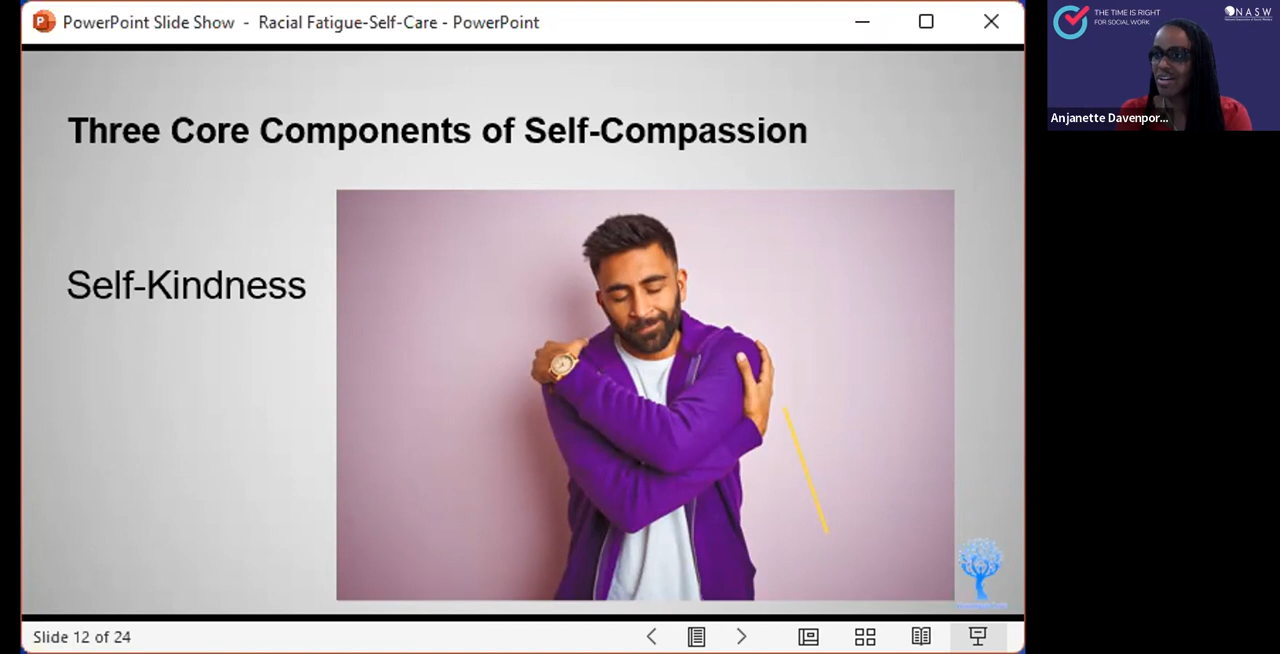 PowerPoint Slide Show - Racial Fatigue-Self-Care - PowerPoint
THE TIME IS RIGHT
FOR SOCIAL WORK
NASW
Anjanette Davenpor...
Three Core Components of Self-Compassion
Self-Kindness
Slide 12 of 24